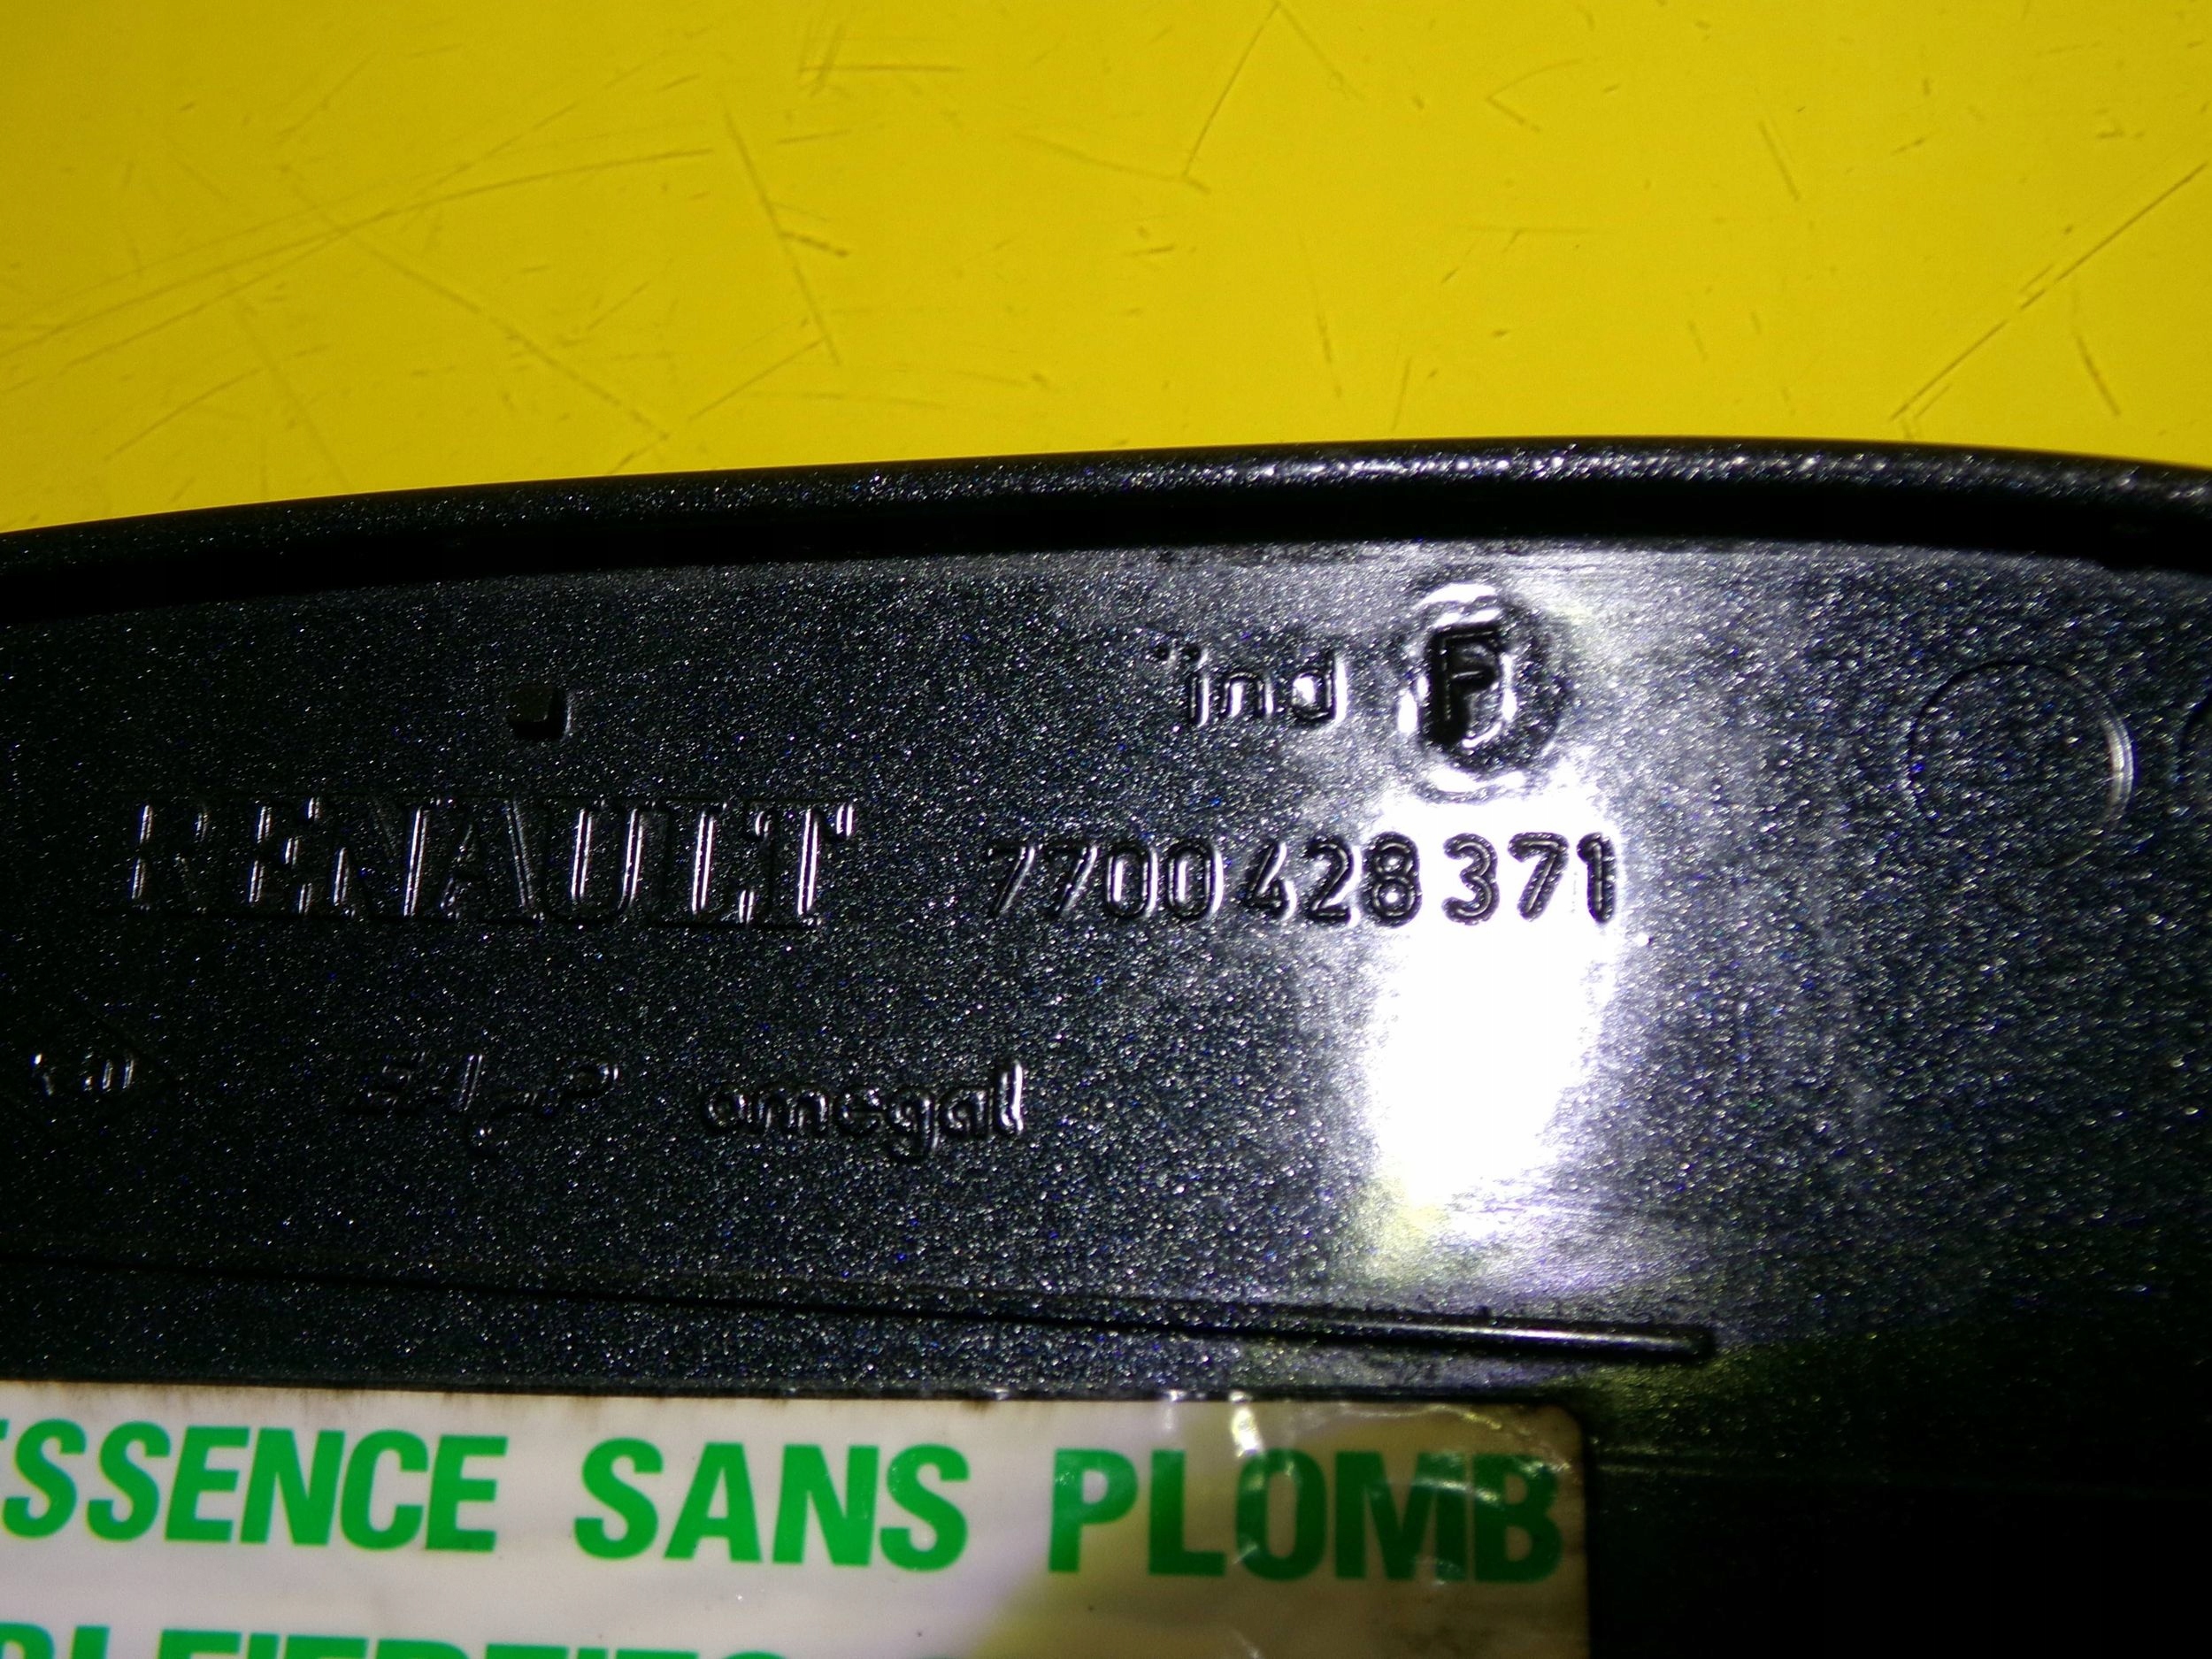 ind F
RENAULT 7700428371
omegal
ESSENCE SANS PLOMB